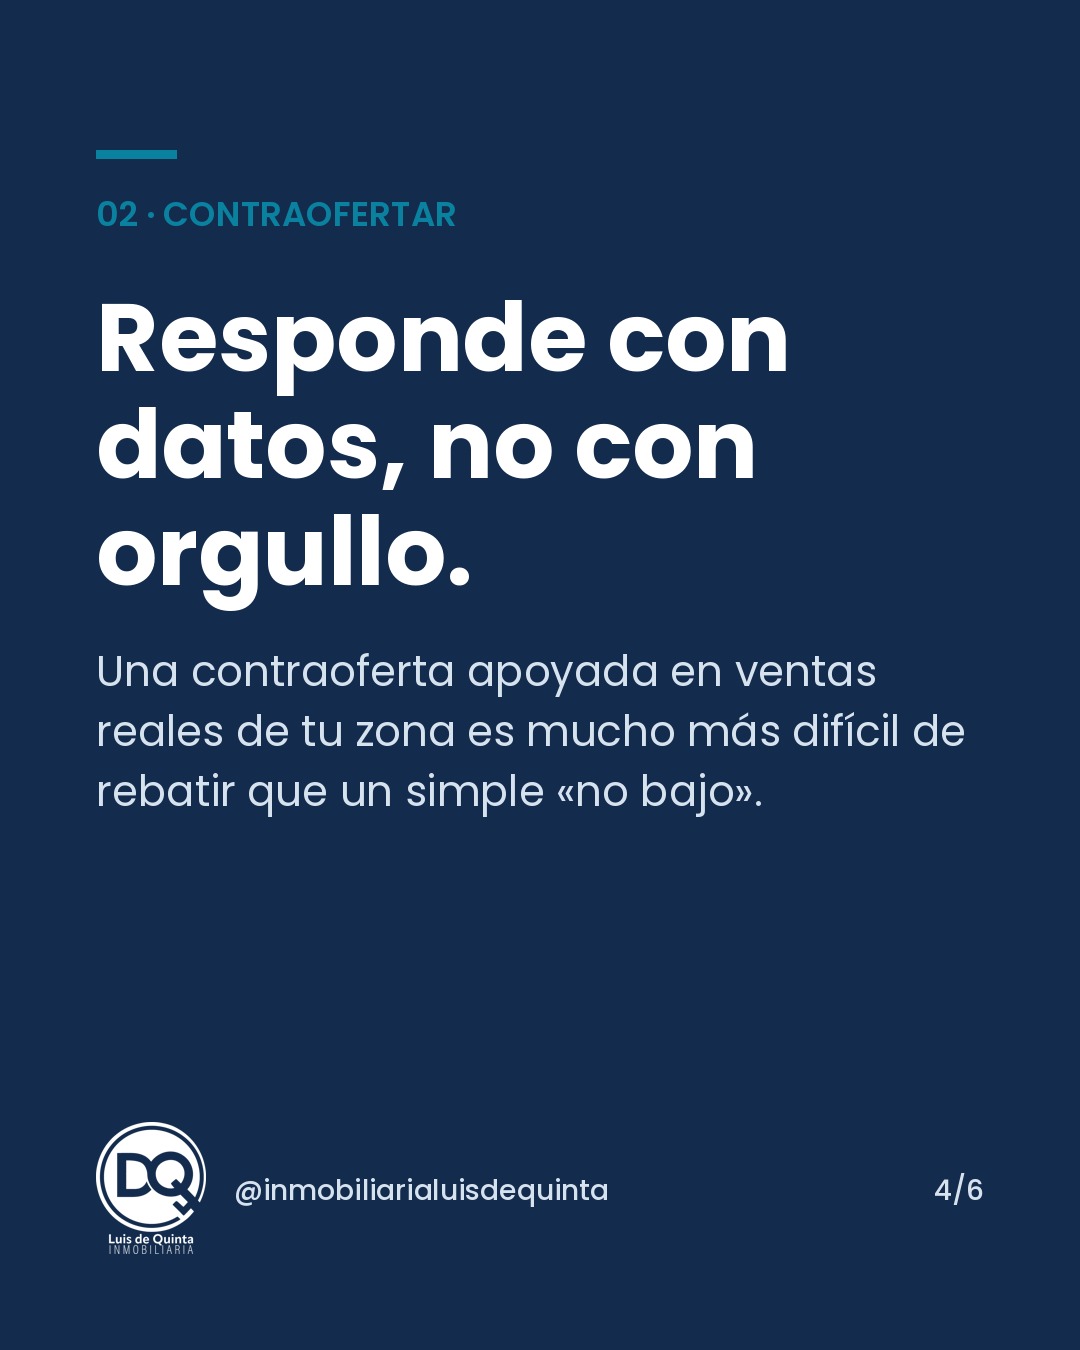 02 · CONTRAOFERTAR
Responde con
datos, no con
orgullo.
Una contraoferta apoyada en ventas
reales de tu zona es mucho más difícil de
rebatir que un simple «no bajo».
DQ
Luis de Quinta
INMOBILIARIA
@inmobiliarialuisdequinta
4/6